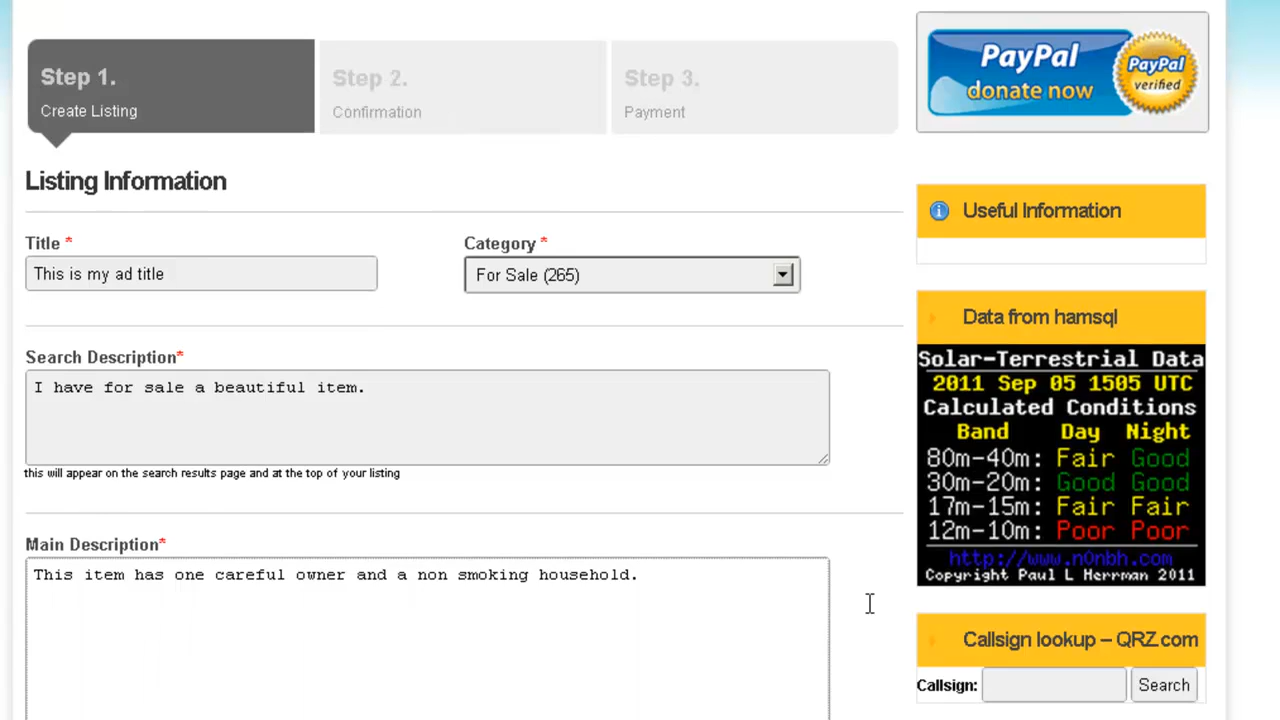 Step 1.
Create Listing
Step 2.
Confirmation
Step 3.
Payment
PayPal
donate now
PayPal
verified
Listing Information
Title *
This is my ad title
Category *
For Sale (265)
Search Description*
I have for sale a beautiful item.
this will appear on the search results page and at the top of your listing
Main Description*
This item has one careful owner and a non smoking household.
Useful Information
Data from hamsql
Solar-Terrestrial Data
2011 Sep 05 1505 UTC
Calculated Conditions
Band Day Night
80m-40m: Fair Good
30m-20m: Good Good
17m-15m: Fair Fair
12m-10m: Poor Poor
http://www.n0nbh.com
Copyright Paul L Herrman 2011
Callsign lookup – QRZ.com
Callsign: Search